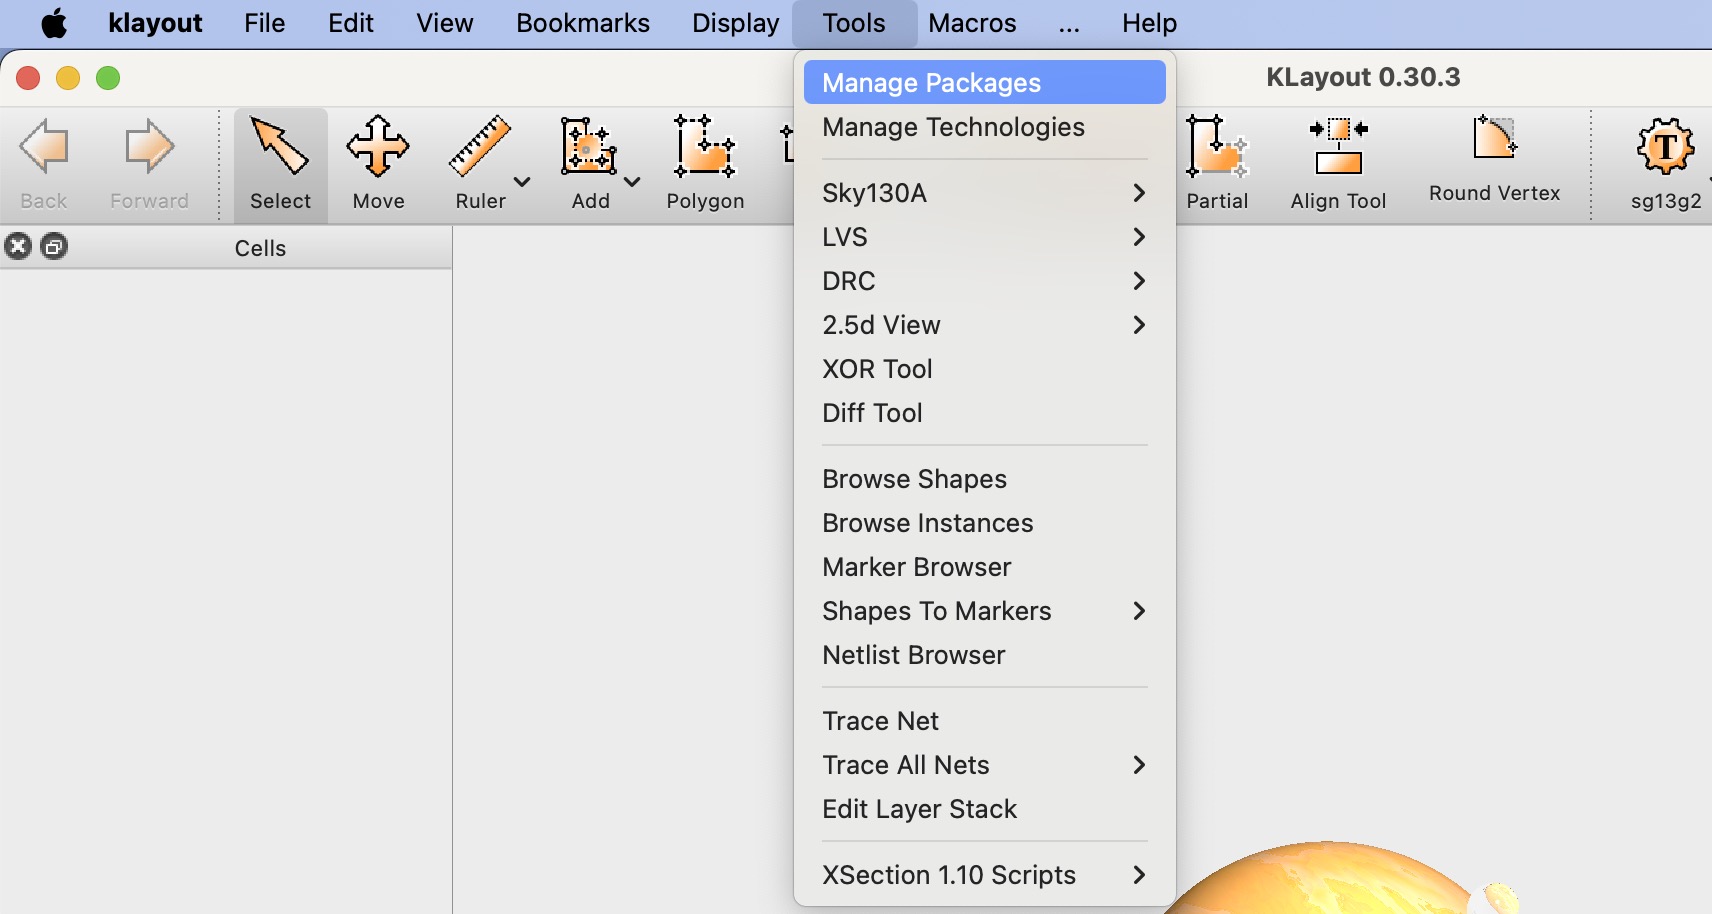 klayout File Edit View Bookmarks Display Tools Macros ... Help
KLayout 0.30.3
Back Forward Select Move Ruler Add Polygon Partial Align Tool Round Vertex sg13g2
T
Cells
Manage Packages
Manage Technologies
Sky130A
LVS
DRC
2.5d View
XOR Tool
Diff Tool
Browse Shapes
Browse Instances
Marker Browser
Shapes To Markers
Netlist Browser
Trace Net
Trace All Nets
Edit Layer Stack
XSection 1.10 Scripts